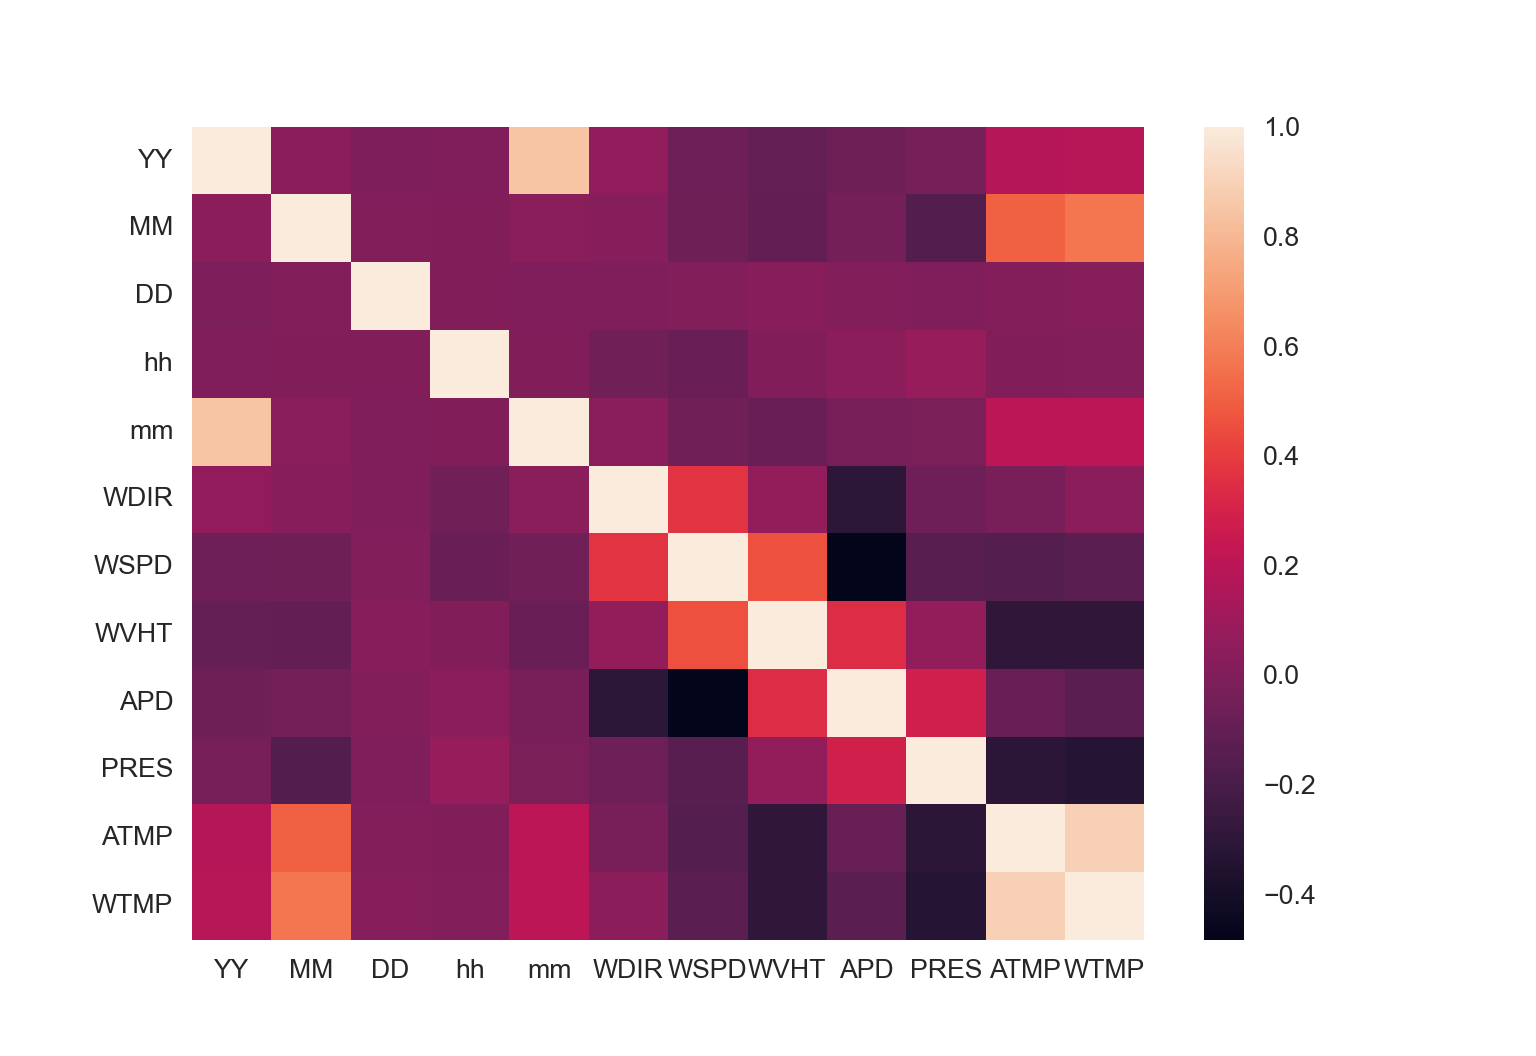 YY
MM
DD
hh
mm
WDIR
WSPD
WVHT
APD
PRES
ATMP
WTMP
YY MM DD hh mm WDIR WSPD WVHT APD PRES ATMP WTMP
1.0
0.8
0.6
0.4
0.2
0.0
−0.2
−0.4